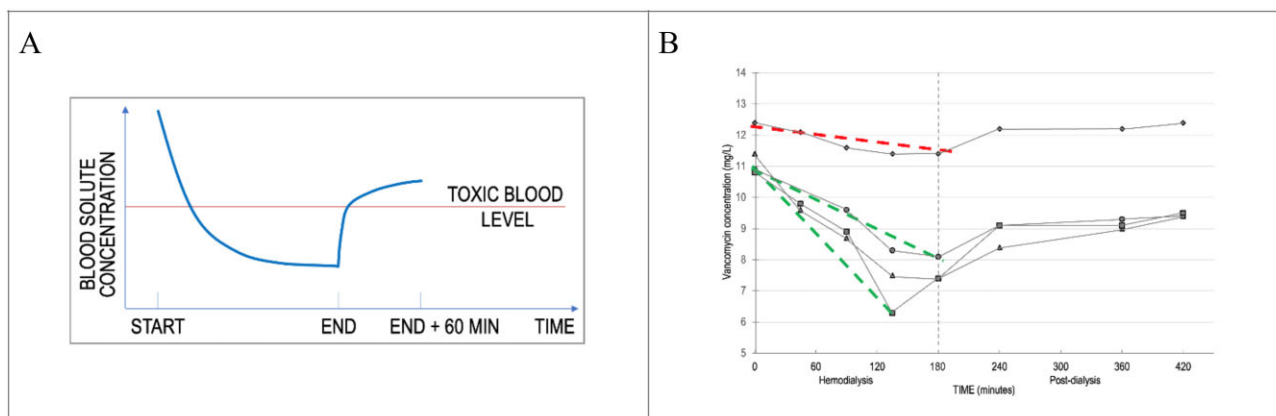 A
BLOOD SOLUTE
CONCENTRATION
TOXIC BLOOD
LEVEL
START
END
END + 60 MIN
TIME
B
Vancomycin concentration (mg/L)
14
13
12
11
10
9
8
7
6
5
0 60 120 180 240 300 360 420
Hemodialysis TIME (minutes) Post-dialysis